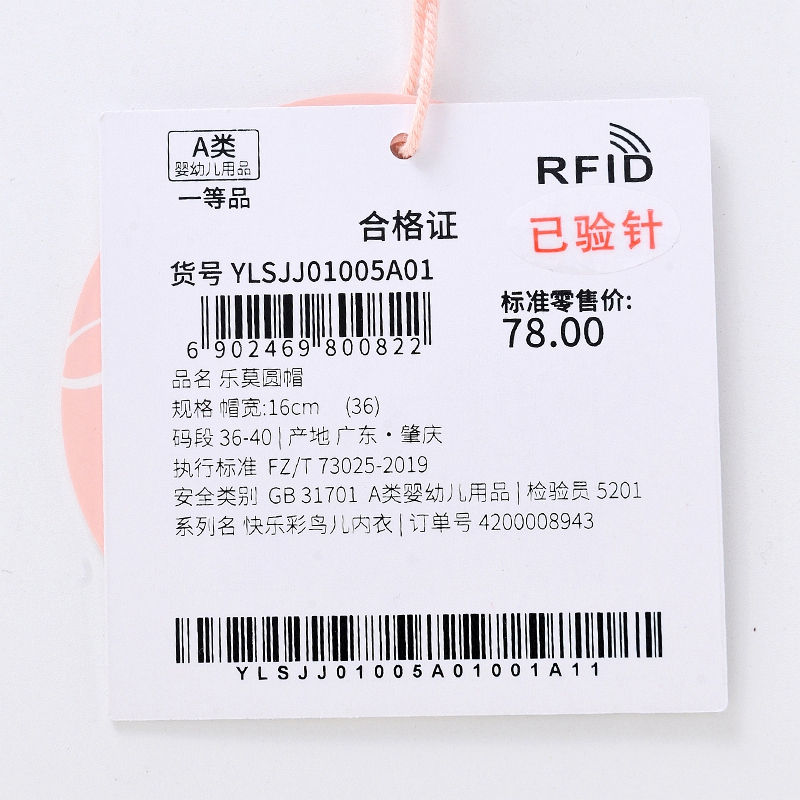 A类
婴幼儿用品
一等品
RFID
合格证
已验针
货号 YLSJJ01005A01
6 902469 800822
标准零售价:
78.00
品名 乐莫圆帽
规格 帽宽:16cm (36)
码段 36-40 | 产地 广东·肇庆
执行标准 FZ/T 73025-2019
安全类别 GB 31701 A类婴幼儿用品 | 检验员 5201
系列名 快乐彩鸟儿内衣 | 订单号 4200008943
YLSJJ01005A01001A11